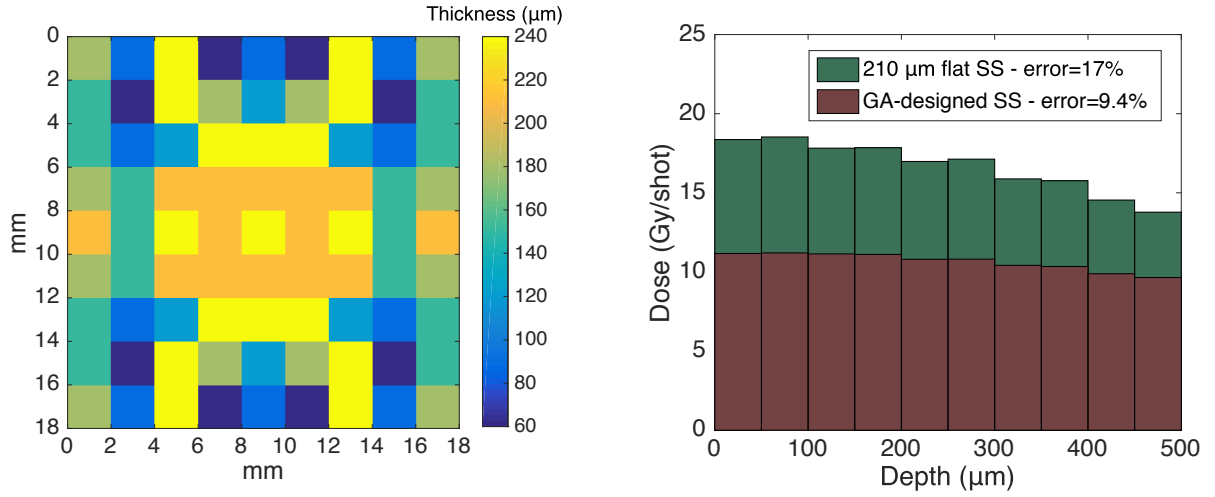 Thickness (µm)
0
2
4
6
8
10
12
14
16
18
mm
0 2 4 6 8 10 12 14 16 18
mm
240
220
200
180
160
140
120
100
80
60
25
20
15
10
5
0
Dose (Gy/shot)
210 µm flat SS - error=17%
GA-designed SS - error=9.4%
0 100 200 300 400 500
Depth (µm)